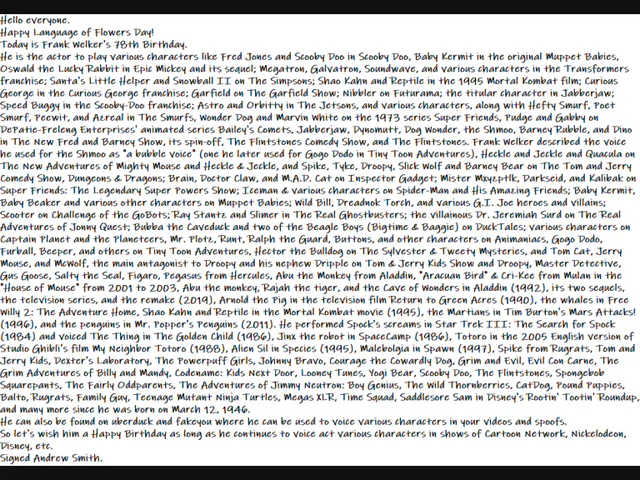 Hello everyone.
Happy Language of Flowers Day!
Today is Frank Welker's 78th Birthday.
He is the actor to play various characters like Fred Jones and Scooby Doo in Scooby Doo, Baby Kermit in the original Muppet Babies,
Oswald the Lucky Rabbit in Epic Mickey and its sequel; Megatron, Galvatron, Soundwave, and various characters in the Transformers
franchise; Santa's Little Helper and Snowball II on The Simpsons; Shao Kahn and Reptile in the 1995 Mortal Kombat film; Curious
George in the Curious George franchise; Garfield on The Garfield Show; Nibbler on Futurama; the titular character in Jabberjaw;
Speed Buggy in the Scooby-Doo franchise; Astro and Orbitty in The Jetsons, and various characters, along with Hefty Smurf, Poet
Smurf, Peewit, and Azreal in The Smurfs, Wonder Dog and Marvin White on the 1973 series Super Friends, Pudge and Gabby on
DePatie-Freleng Enterprises' animated series Bailey's Comets, Jabberjaw, Dynomutt, Dog Wonder, the Shmoo, Barney Rubble, and Dino
in The New Fred and Barney Show, its spin-off, The Flintstones Comedy Show, and The Flintstones. Frank Welker described the voice
he used for the Shmoo as "a bubble voice" (one he later used for Gogo Dodo in Tiny Toon Adventures), Heckle and Jeckle and Quacula on
The New Adventures of Mighty Mouse and Heckle & Jeckle, and Spike, Tyke, Droopy, Slick Wolf and Barney Bear on The Tom and Jerry
Comedy Show, Dungeons & Dragons; Brain, Doctor Claw, and M.A.D. Cat on Inspector Gadget; Mister Mxyzptlk, Darkseid, and Kalibak on
Super Friends: The Legendary Super Powers Show; Iceman & various characters on Spider-Man and His Amazing Friends; Baby Kermit,
Baby Beaker and various other characters on Muppet Babies; Wild Bill, Dreadnok Torch, and various G.I. Joe heroes and villains;
Scooter on Challenge of the GoBots; Ray Stantz and Slimer in The Real Ghostbusters; the villainous Dr. Jeremiah Surd on The Real
Adventures of Jonny Quest; Bubba the Caveduck and two of the Beagle Boys (Bigtime & Baggie) on DuckTales; various characters on
Captain Planet and the Planeteers, Mr. Plotz, Runt, Ralph the Guard, Buttons, and other characters on Animaniacs, Gogo Dodo,
Furball, Beeper, and others on Tiny Toon Adventures, Hector the Bulldog on The Sylvester & Tweety Mysteries, and Tom Cat, Jerry
Mouse, and McWolf, the main antagonist to Droopy and his nephew Dripple on Tom & Jerry Kids Show and Droopy, Master Detective,
Gus Goose, Salty the Seal, Figaro, Pegasus from Hercules, Abu the Monkey from Aladdin, "Aracuan Bird" & Cri-Kee from Mulan in the
"House of Mouse" from 2001 to 2003, Abu the monkey, Rajah the tiger, and the Cave of Wonders in Aladdin (1992), its two sequels,
the television series, and the remake (2019), Arnold the Pig in the television film Return to Green Acres (1990), the whales in Free
Willy 2: The Adventure Home, Shao Kahn and Reptile in the Mortal Kombat movie (1995), the Martians in Tim Burton's Mars Attacks!
(1996), and the penguins in Mr. Popper's Penguins (2011). He performed Spock's screams in Star Trek III: The Search for Spock
(1984) and voiced The Thing in The Golden Child (1986), Jinx the robot in SpaceCamp (1986), Totoro in the 2005 English version of
Studio Ghibli's film My Neighbor Totoro (1988), Alien Sil in Species (1995), Malebolgia in Spawn (1997), Spike from Rugrats, Tom and
Jerry Kids, Dexter's Laboratory, The Powerpuff Girls, Johnny Bravo, Courage the Cowardly Dog, Grim and Evil, Evil Con Carne, The
Grim Adventures of Billy and Mandy, Codename: Kids Next Door, Looney Tunes, Yogi Bear, Scooby Doo, The Flintstones, Spongebob
Squarepants, The Fairly Oddparents, The Adventures of Jimmy Neutron: Boy Genius, The Wild Thornberries, CatDog, Pound Puppies,
Balto, Rugrats, Family Guy, Teenage Mutant Ninja Turtles, Megas XLR, Time Squad, Saddlesore Sam in Disney's Rootin' Tootin' Roundup,
and many more since he was born on March 12, 1946.
He can also be found on uberduck and fakeyou where he can be used to voice various characters in your videos and spoofs.
So let's wish him a Happy Birthday as long as he continues to voice act various characters in shows of Cartoon Network, Nickelodeon,
Disney, etc.
Signed Andrew Smith.